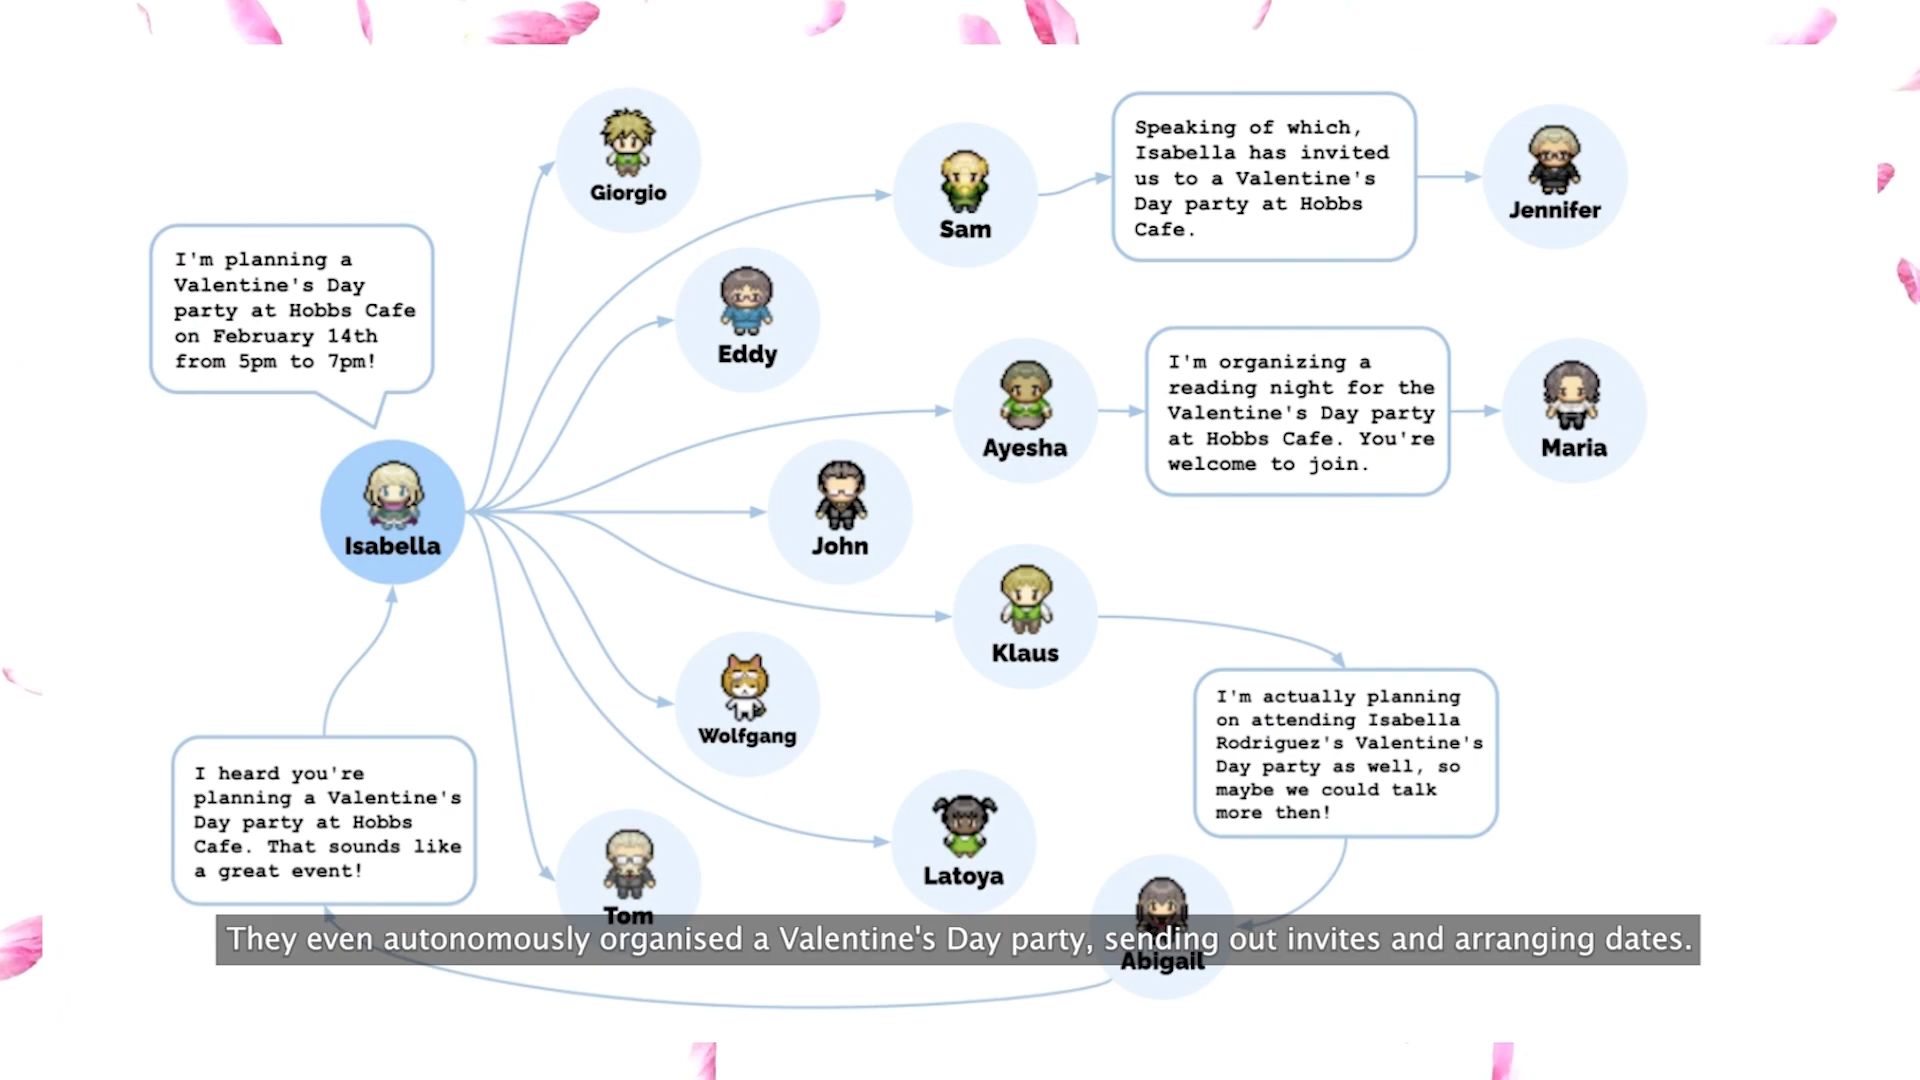 Giorgio
Sam
Speaking of which,
Isabella has invited
us to a Valentine's
Day party at Hobbs
Cafe.
Jennifer
I'm planning a
Valentine's Day
party at Hobbs Cafe
on February 14th
from 5pm to 7pm!
Eddy
Ayesha
I'm organizing a
reading night for the
Valentine's Day party
at Hobbs Cafe. You're
welcome to join.
Maria
Isabella
John
Klaus
Wolfgang
I'm actually planning
on attending Isabella
Rodriguez's Valentine's
Day party as well, so
maybe we could talk
more then!
I heard you're
planning a Valentine's
Day party at Hobbs
Cafe. That sounds like
a great event!
Latoya
Tom
Abigail
They even autonomously organised a Valentine's Day party, sending out invites and arranging dates.